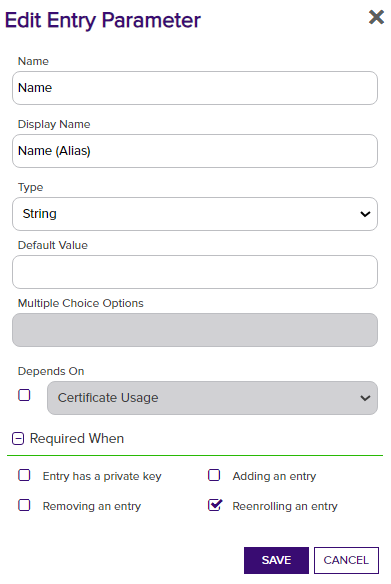 Edit Entry Parameter
Name
Name
Display Name
Name (Alias)
Type
String
Default Value
Multiple Choice Options
Depends On
Certificate Usage
Required When
Entry has a private key
Adding an entry
Removing an entry
Reenrolling an entry
SAVE
CANCEL